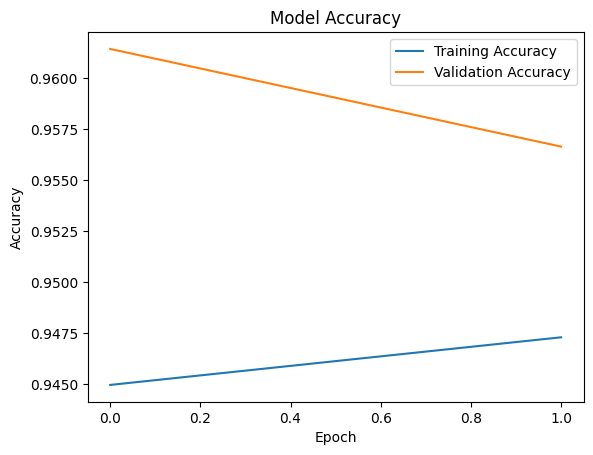 Model Accuracy
Training Accuracy
Validation Accuracy
0.9600
0.9575
0.9550
0.9525
0.9500
0.9475
0.9450
Accuracy
0.0 0.2 0.4 0.6 0.8 1.0
Epoch